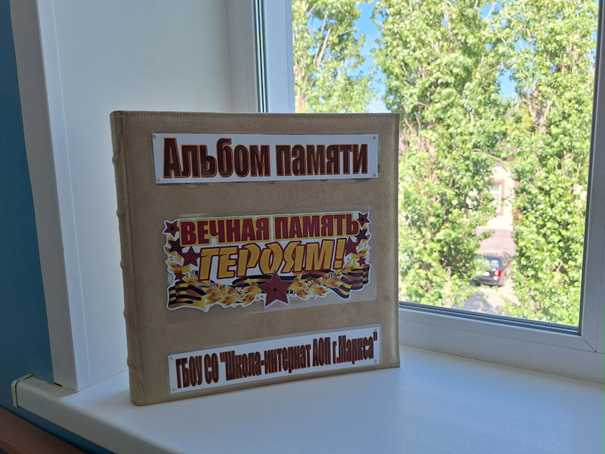 Альбом памяти
ВЕЧНАЯ ПАМЯТЬ
ГЕРОЯМ!
ГБОУ СО "Школа-интернат АОП г.Маркса"